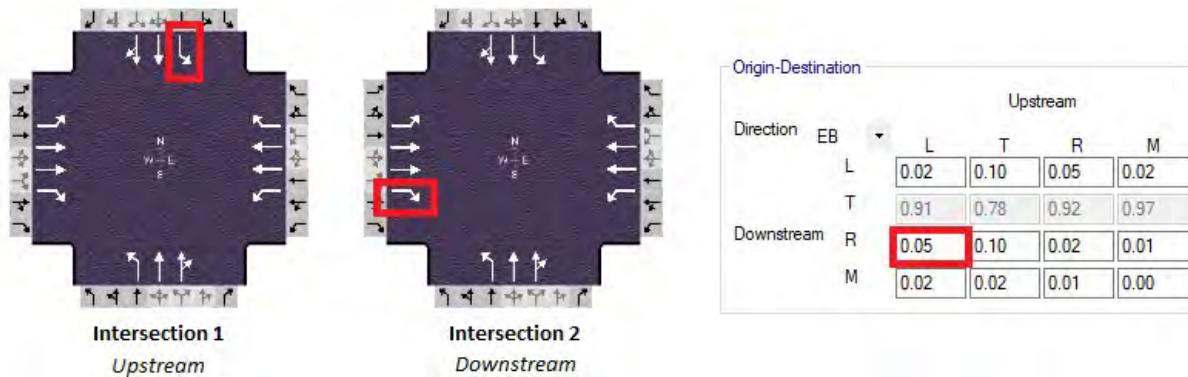 N
W E
S
Intersection 1
Upstream
N
W E
S
Intersection 2
Downstream
Origin-Destination
Upstream
Direction EB
L T R M
L 0.02 0.10 0.05 0.02
T 0.91 0.78 0.92 0.97
Downstream R 0.05 0.10 0.02 0.01
M 0.02 0.02 0.01 0.00